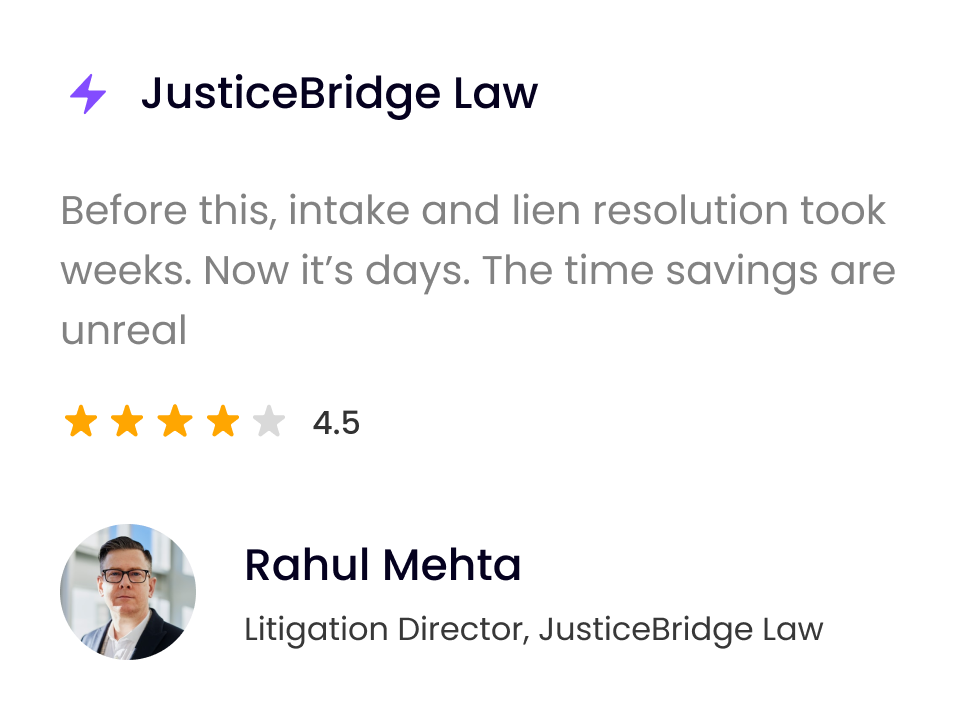 JusticeBridge Law
Before this, intake and lien resolution took
weeks. Now it’s days. The time savings are
unreal
4.5
Rahul Mehta
Litigation Director, JusticeBridge Law